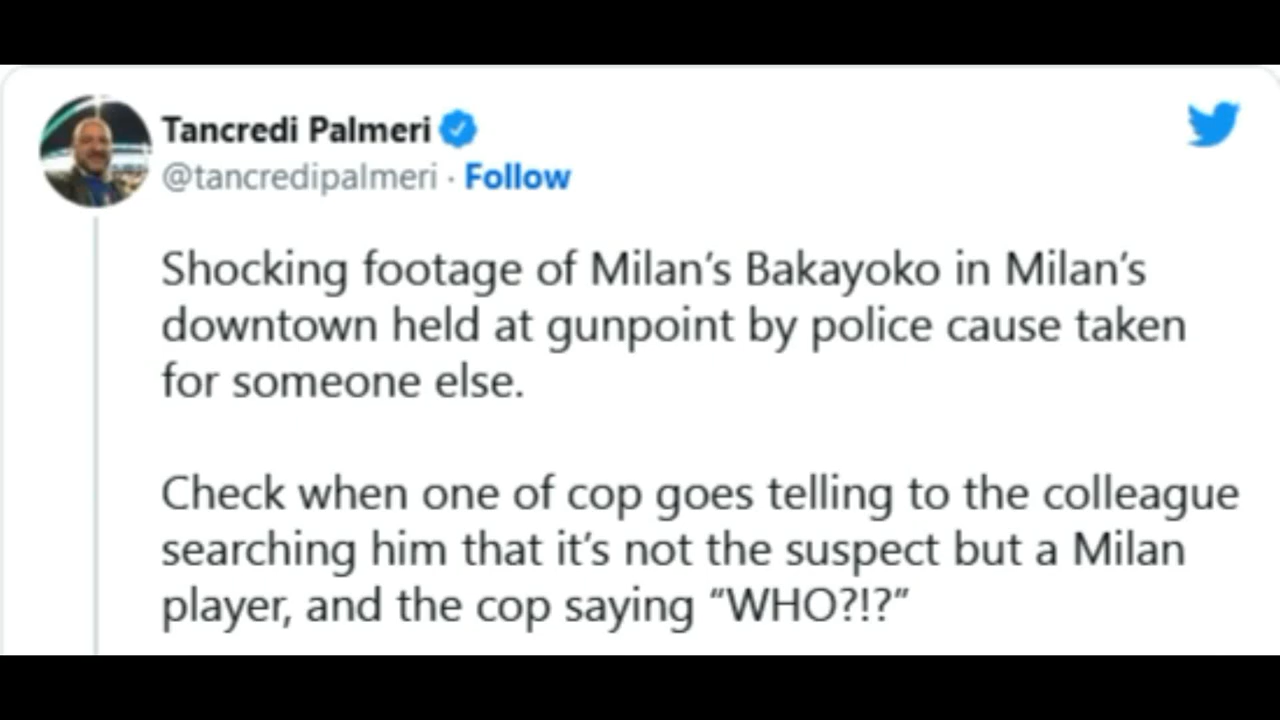 Tancredi Palmeri
@tancredipalmeri · Follow
Shocking footage of Milan’s Bakayoko in Milan’s
downtown held at gunpoint by police cause taken
for someone else.
Check when one of cop goes telling to the colleague
searching him that it’s not the suspect but a Milan
player, and the cop saying “WHO?!?”